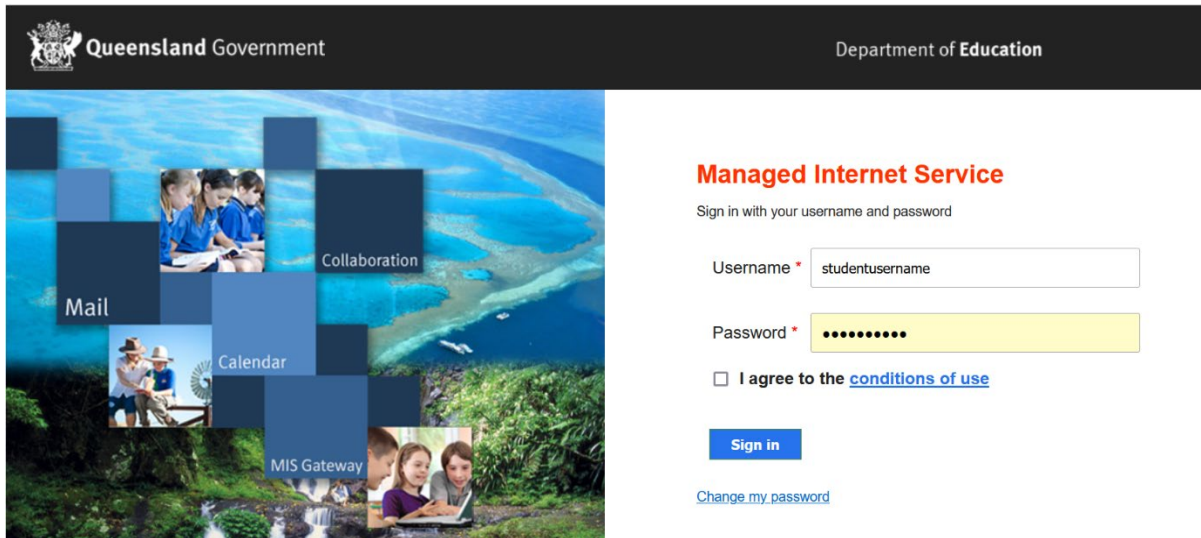 Queensland Government
Department of Education
Collaboration
Mail
Calendar
MIS Gateway
Managed Internet Service
Sign in with your username and password
Username * studentusername
Password * ••••••••••
I agree to the conditions of use
Sign in
Change my password